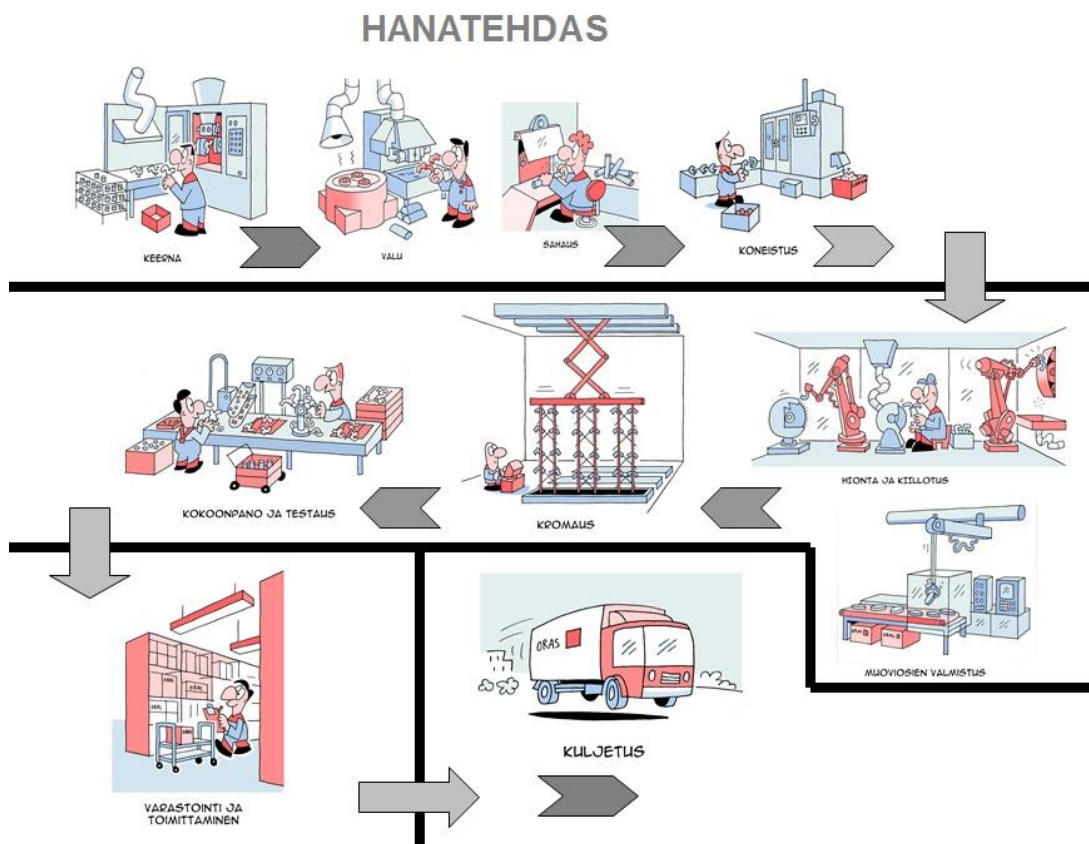 HANATEHDAS
KEERNA
VALU
SAHAUS
KONEISTUS
HIONTA JA KIILLOTUS
KROMAUS
KOKOONPANO JA TESTAUS
MUOVIOSIEN VALMISTUS
VARASTOINTI JA
TOIMITTAMINEN
ORAS
KULJETUS